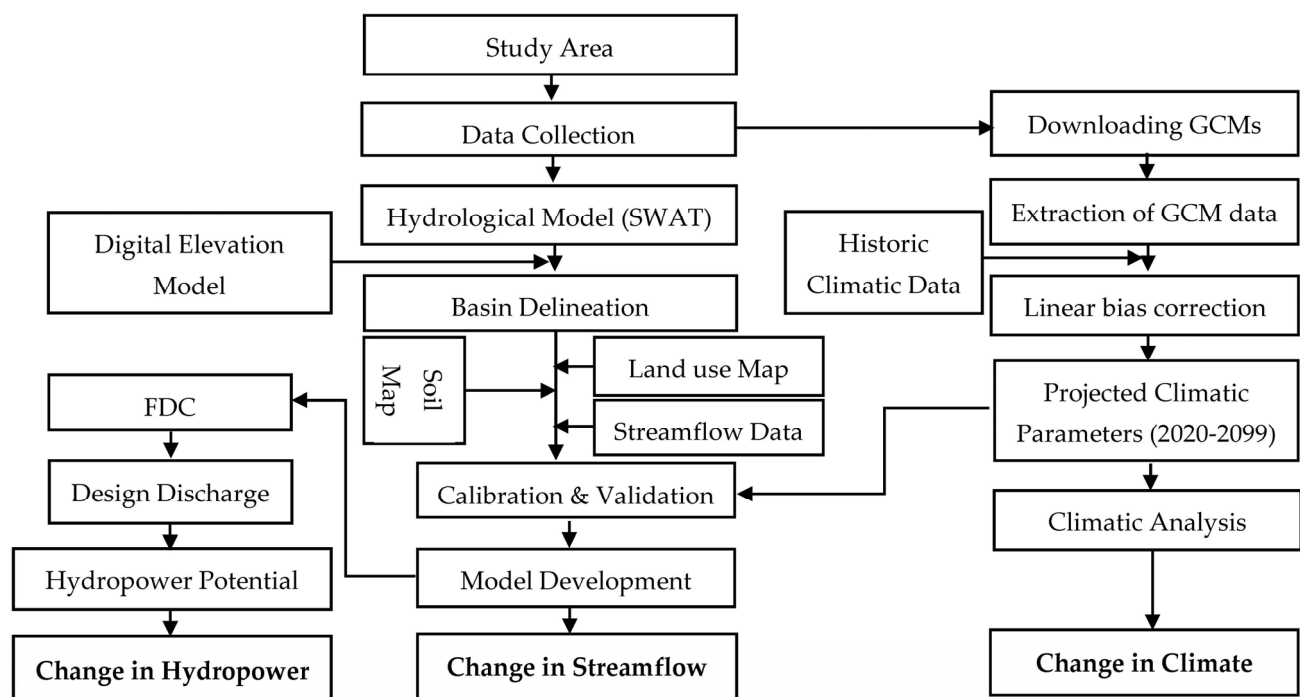 Study Area
Data Collection
Downloading GCMs
Hydrological Model (SWAT)
Extraction of GCM data
Digital Elevation
Model
Historic
Climatic Data
Basin Delineation
Linear bias correction
Soil
Map
Land use Map
Streamflow Data
FDC
Projected Climatic
Parameters (2020-2099)
Design Discharge
Calibration & Validation
Climatic Analysis
Hydropower Potential
Model Development
Change in Hydropower
Change in Streamflow
Change in Climate